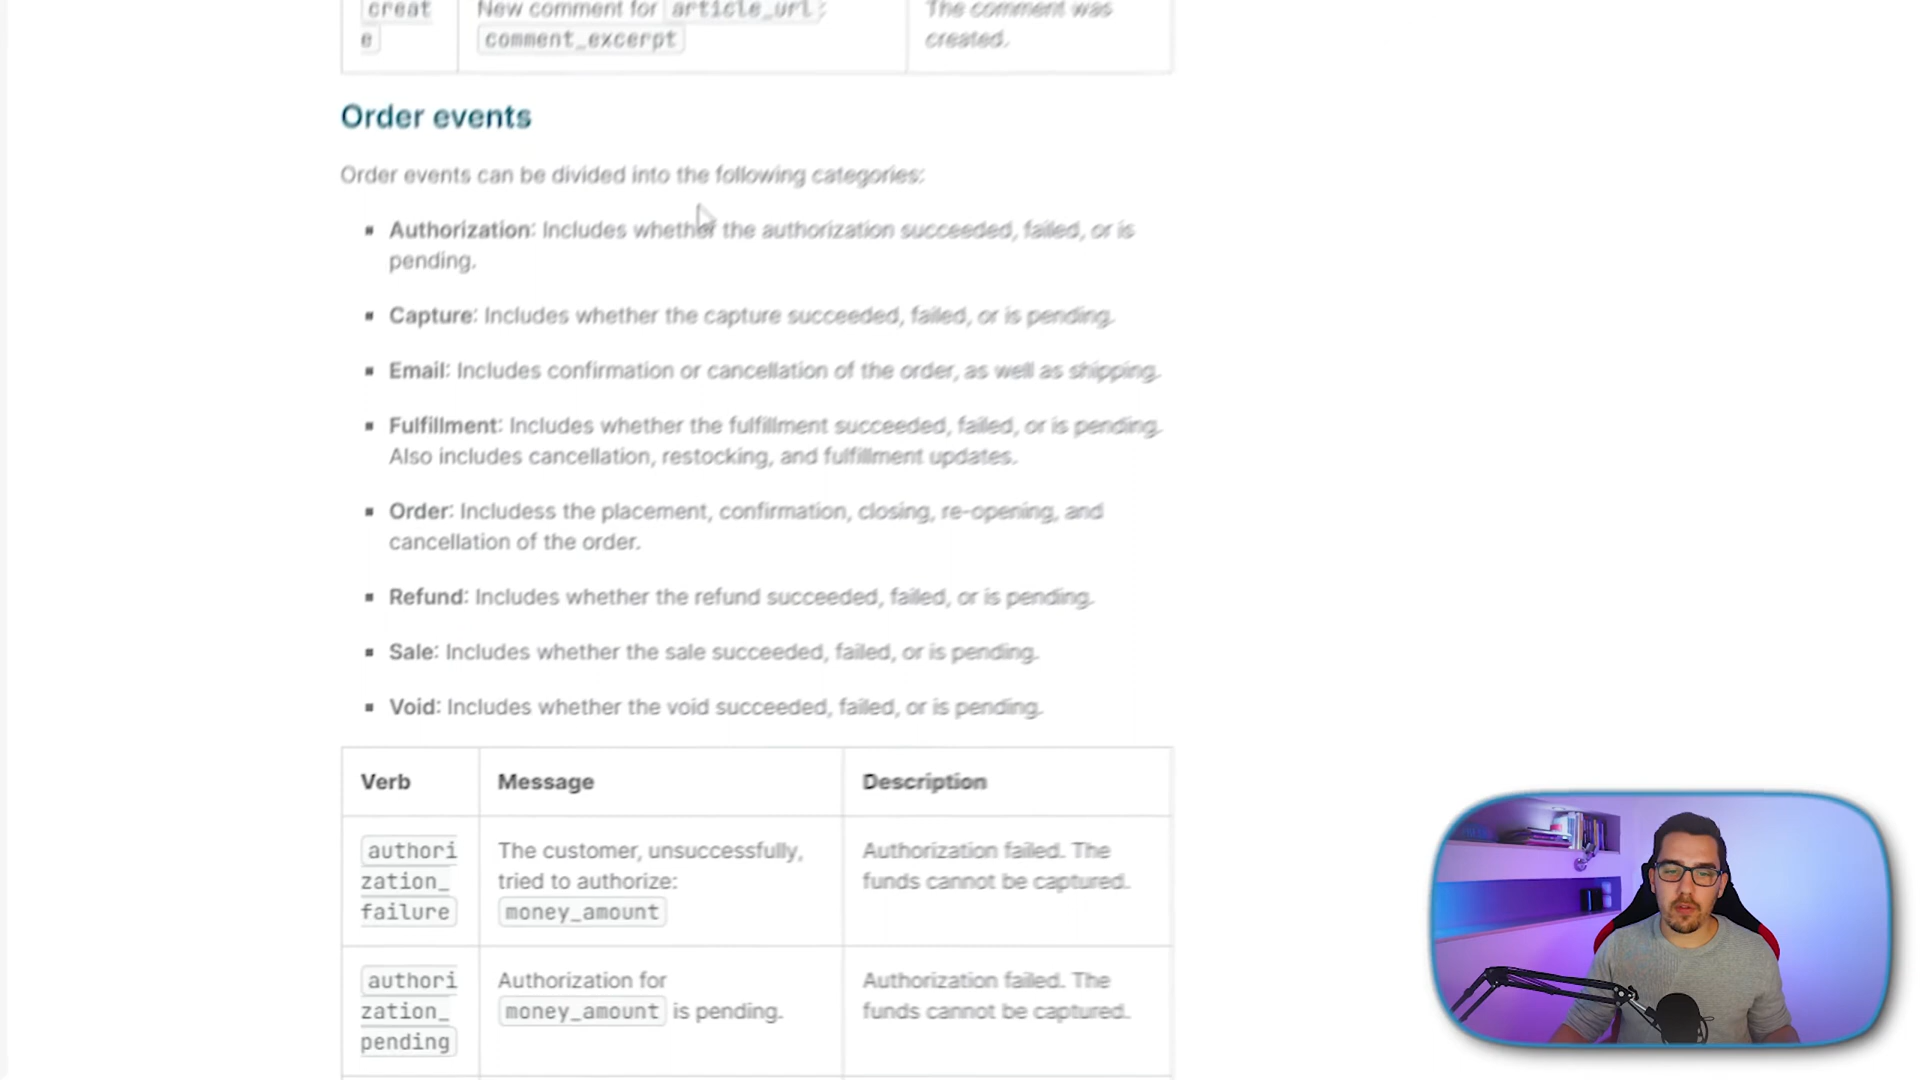 creat New comment for article_url: The comment was
e comment_excerpt created.
Order events
Order events can be divided into the following categories:
Authorization: Includes whether the authorization succeeded, failed, or is
pending.
Capture: Includes whether the capture succeeded, failed, or is pending.
Email: Includes confirmation or cancellation of the order, as well as shipping.
Fulfillment: Includes whether the fulfillment succeeded, failed, or is pending.
Also includes cancellation, restocking, and fulfillment updates.
Order: Includess the placement, confirmation, closing, re-opening, and
cancellation of the order.
Refund: Includes whether the refund succeeded, failed, or is pending.
Sale: Includes whether the sale succeeded, failed, or is pending.
Void: Includes whether the void succeeded, failed, or is pending.
Verb Message Description
authori The customer, unsuccessfully, Authorization failed. The
zation_ tried to authorize: funds cannot be captured.
failure money_amount
authori Authorization for Authorization failed. The
zation_ money_amount is pending. funds cannot be captured.
pending